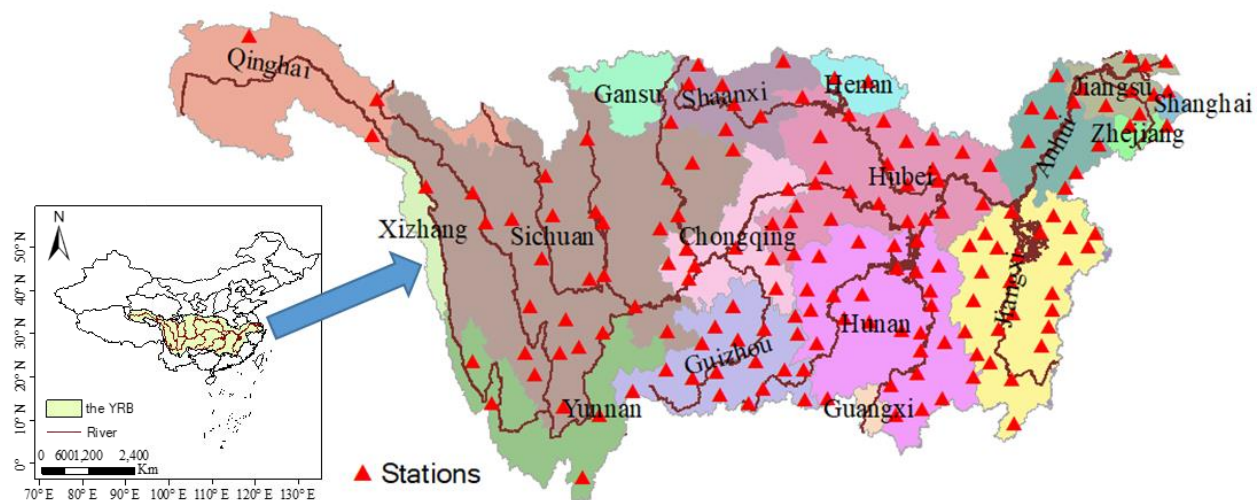 Qinghai
Gansu
Shaanxi
Henan
Jiangsu
Shanghai
Zhejiang
Anhui
Hubei
Xizhang
Sichuan
Chongqing
Jiangxi
Hunan
Guizhou
Yunnan
Guangxi
N
50° N
40° N
30° N
20° N
10° N
0°
the YRB
River
0 600 1,200 2,400
Km
70° E 80° E 90° E 100° E 110° E 120° E 130° E
Stations